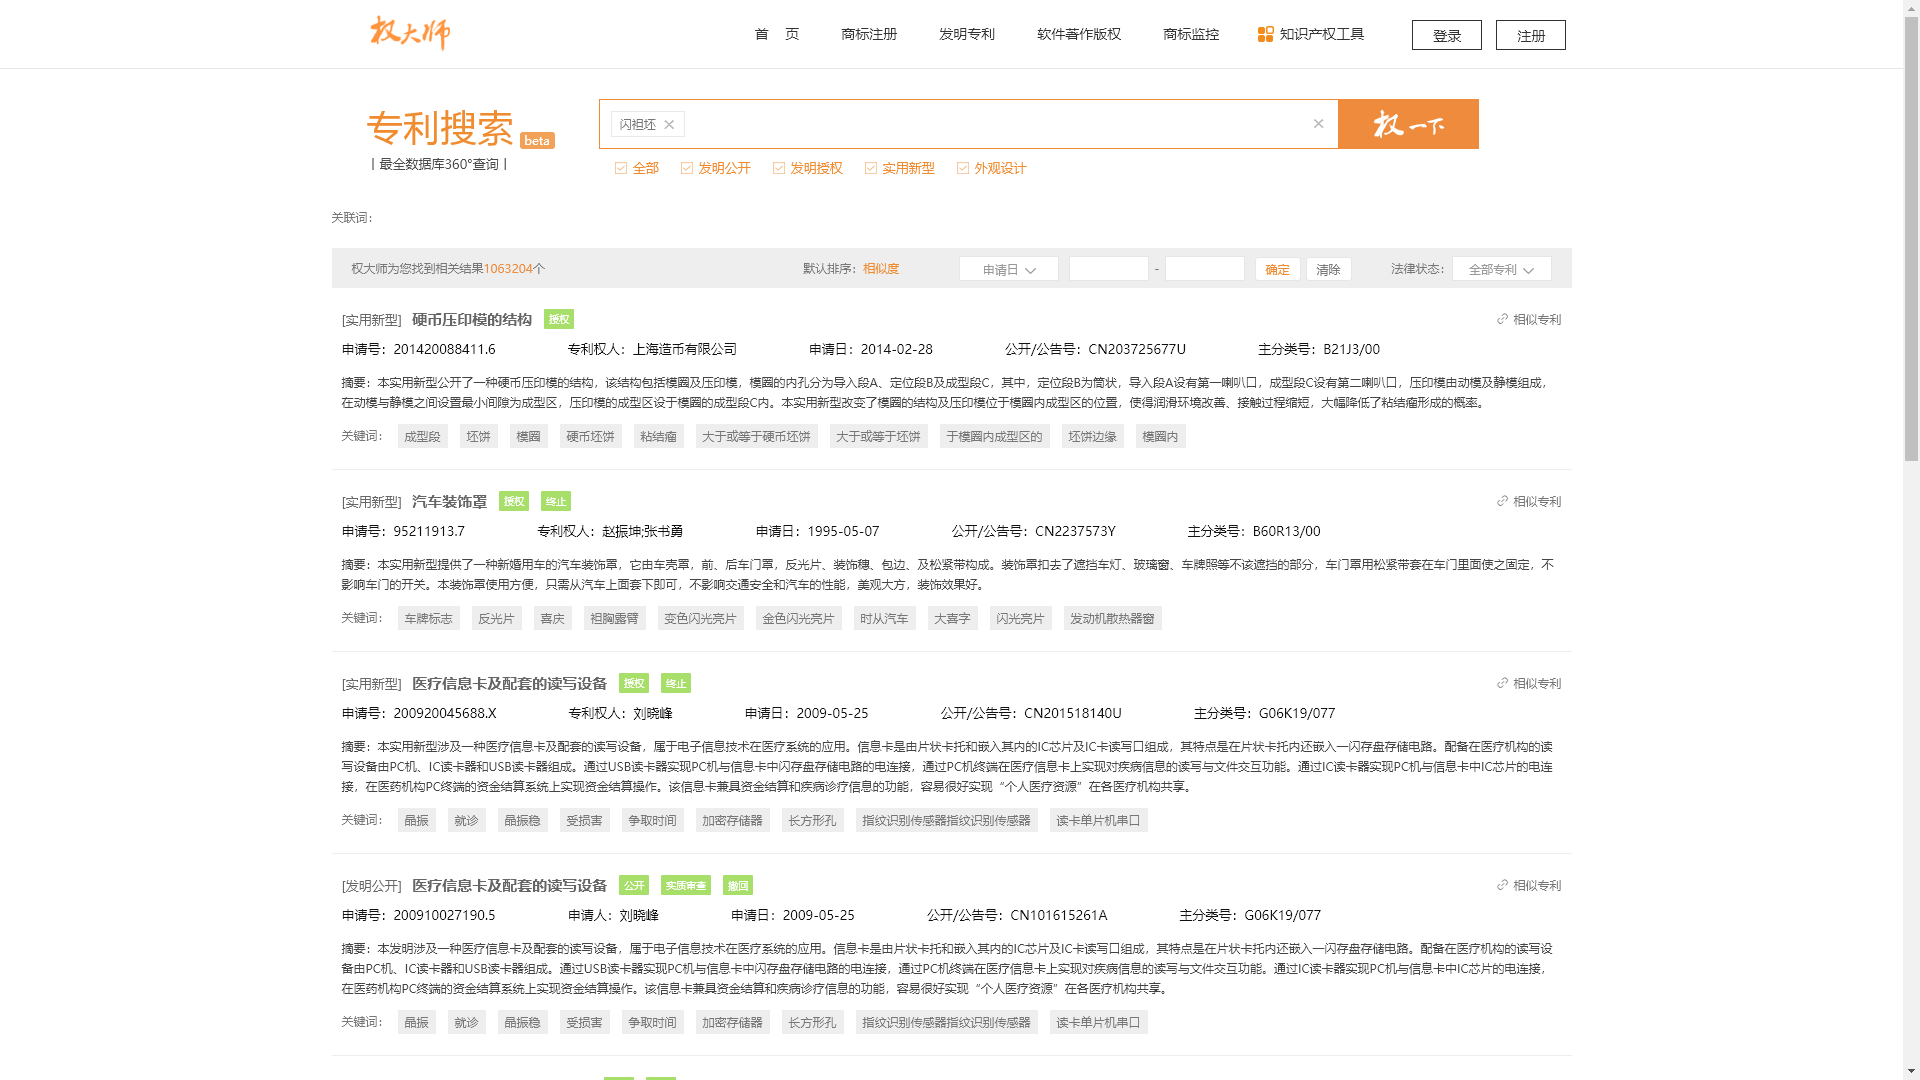 权大师
首 页
商标注册
发明专利
软件著作版权
商标监控
知识产权工具
登录
注册
专利搜索 beta
| 最全数据库360°查询 |
闪裆坯
权一下
全部
发明公开
发明授权
实用新型
外观设计
关联词：
权大师为您找到相关结果1063204个
默认排序：相似度
申请日
-
确定
清除
法律状态：
全部专利
[实用新型] 硬币压印模的结构 授权
相似专利
申请号：201420088411.6 专利权人：上海造币有限公司 申请日：2014-02-28 公开/公告号：CN203725677U 主分类号：B21J3/00
摘要：本实用新型公开了一种硬币压印模的结构，该结构包括模圈及压印模，模圈的内孔分为导入段A、定位段B及成型段C，其中，定位段B为筒状，导入段A设有第一喇叭口，成型段C设有第二喇叭口，压印模由动模及静模组成，
在动模与静模之间设置最小间隙为成型区，压印模的成型区设于模圈的成型段C内。本实用新型改变了模圈的结构及压印模位于模圈内成型区的位置，使得润滑环境改善、接触过程缩短，大幅降低了粘结瘤形成的概率。
关键词： 成型段 坯饼 模圈 硬币坯饼 粘结瘤 大于或等于硬币坯饼 大于或等于坯饼 于模圈内成型区的 坯饼边缘 模圈内
[实用新型] 汽车装饰罩 授权 终止
相似专利
申请号：95211913.7 专利权人：赵振坤;张书勇 申请日：1995-05-07 公开/公告号：CN2237573Y 主分类号：B60R13/00
摘要：本实用新型提供了一种新婚用车的汽车装饰罩，它由车壳罩，前、后车门罩，反光片、装饰穗、包边、及松紧带构成。装饰罩扣去了遮挡车灯、玻璃窗、车牌照等不该遮挡的部分，车门罩用松紧带套在车门里面使之固定，不
影响车门的开关。本装饰罩使用方便，只需从汽车上面套下即可，不影响交通安全和汽车的性能，美观大方，装饰效果好。
关键词： 车牌标志 反光片 喜庆 袒胸露臂 变色闪光亮片 金色闪光亮片 时从汽车 大喜字 闪光亮片 发动机散热器窗
[实用新型] 医疗信息卡及配套的读写设备 授权 终止
相似专利
申请号：200920045688.X 专利权人：刘晓峰 申请日：2009-05-25 公开/公告号：CN201518140U 主分类号：G06K19/077
摘要：本实用新型涉及一种医疗信息卡及配套的读写设备，属于电子信息技术在医疗系统的应用。信息卡是由片状卡托和嵌入其内的IC芯片及IC卡读写口组成，其特点是在片状卡托内还嵌入一闪存盘存储电路。配备在医疗机构的读
写设备由PC机、IC读卡器和USB读卡器组成。通过USB读卡器实现PC机与信息卡中闪存盘存储电路的电连接，通过PC机终端在医疗信息卡上实现对疾病信息的读写与文件交互功能。通过IC读卡器实现PC机与信息卡中IC芯片的电连
接，在医药机构PC终端的资金结算系统上实现资金结算操作。该信息卡兼具资金结算和疾病诊疗信息的功能，容易很好实现“个人医疗资源”在各医疗机构共享。
关键词： 晶振 就诊 晶振稳 受损害 争取时间 加密存储器 长方形孔 指纹识别传感器指纹识别传感器 读卡单片机串口
[发明公开] 医疗信息卡及配套的读写设备 公开 实质审查 撤回
相似专利
申请号：200910027190.5 申请人：刘晓峰 申请日：2009-05-25 公开/公告号：CN101615261A 主分类号：G06K19/077
摘要：本发明涉及一种医疗信息卡及配套的读写设备，属于电子信息技术在医疗系统的应用。信息卡是由片状卡托和嵌入其内的IC芯片及IC卡读写口组成，其特点是在片状卡托内还嵌入一闪存盘存储电路。配备在医疗机构的读写设
备由PC机、IC读卡器和USB读卡器组成。通过USB读卡器实现PC机与信息卡中闪存盘存储电路的电连接，通过PC机终端在医疗信息卡上实现对疾病信息的读写与文件交互功能。通过IC读卡器实现PC机与信息卡中IC芯片的电连接，
在医药机构PC终端的资金结算系统上实现资金结算操作。该信息卡兼具资金结算和疾病诊疗信息的功能，容易很好实现“个人医疗资源”在各医疗机构共享。
关键词： 晶振 就诊 晶振稳 受损害 争取时间 加密存储器 长方形孔 指纹识别传感器指纹识别传感器 读卡单片机串口